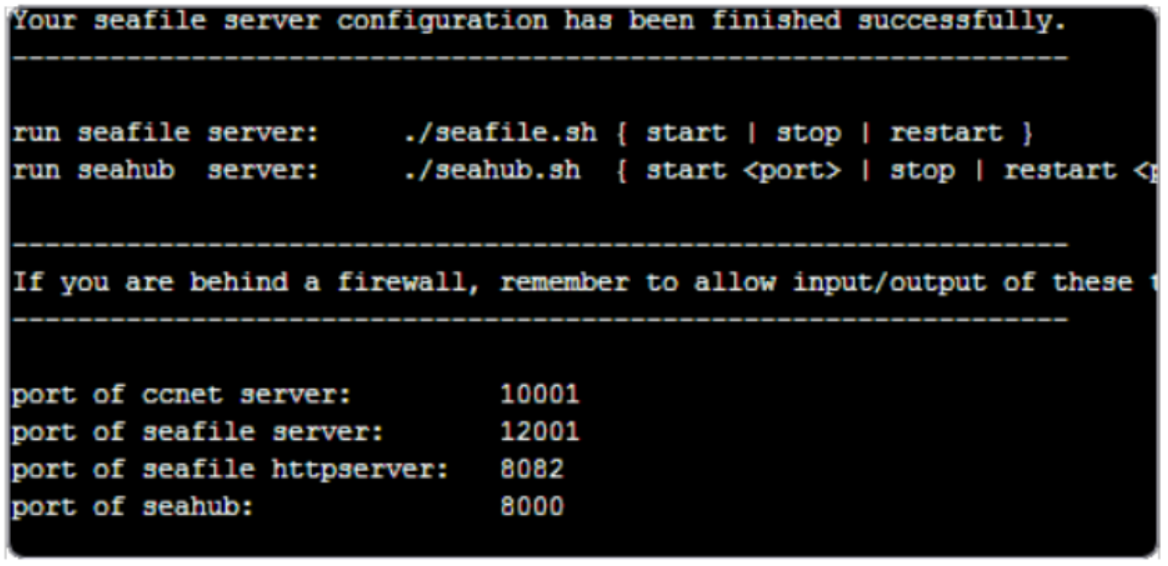 Your seafile server configuration has been finished successfully.
-----------------------------------------------------------------
run seafile server:     ./seafile.sh { start | stop | restart }
run seahub  server:     ./seahub.sh  { start <port> | stop | restart <
-----------------------------------------------------------------
If you are behind a firewall, remember to allow input/output of these
-----------------------------------------------------------------
port of ccnet server:         10001
port of seafile server:       12001
port of seafile httpserver:   8082
port of seahub:               8000